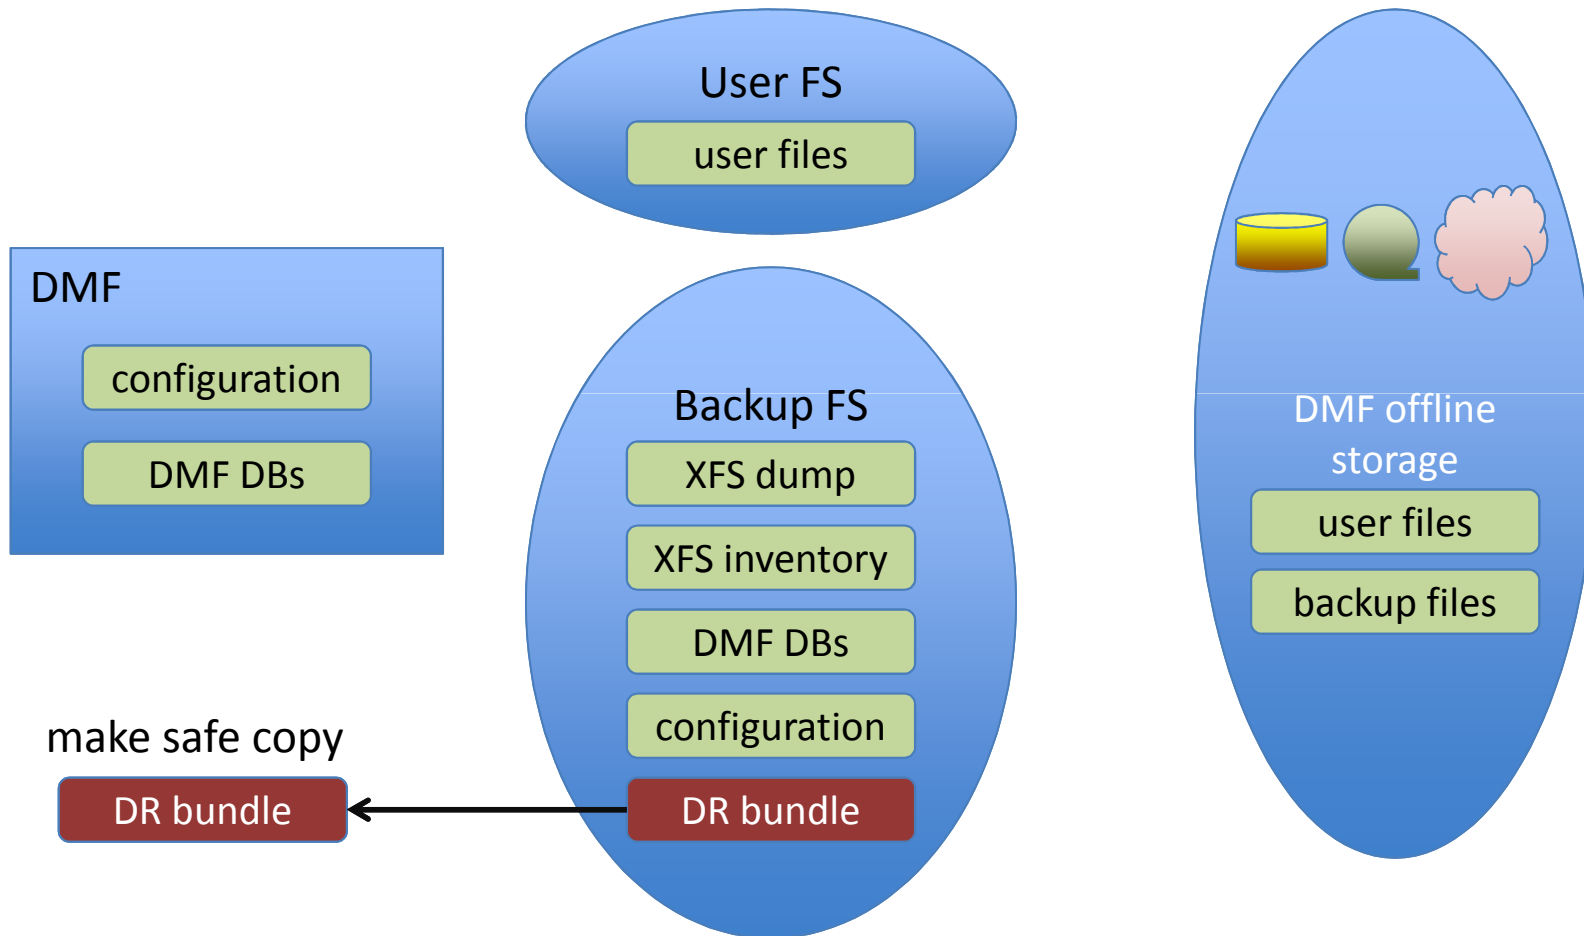 User FS
user files
DMF
configuration
DMF DBs
Backup FS
XFS dump
XFS inventory
DMF DBs
configuration
DR bundle
make safe copy
DR bundle
DMF offline
storage
user files
backup files